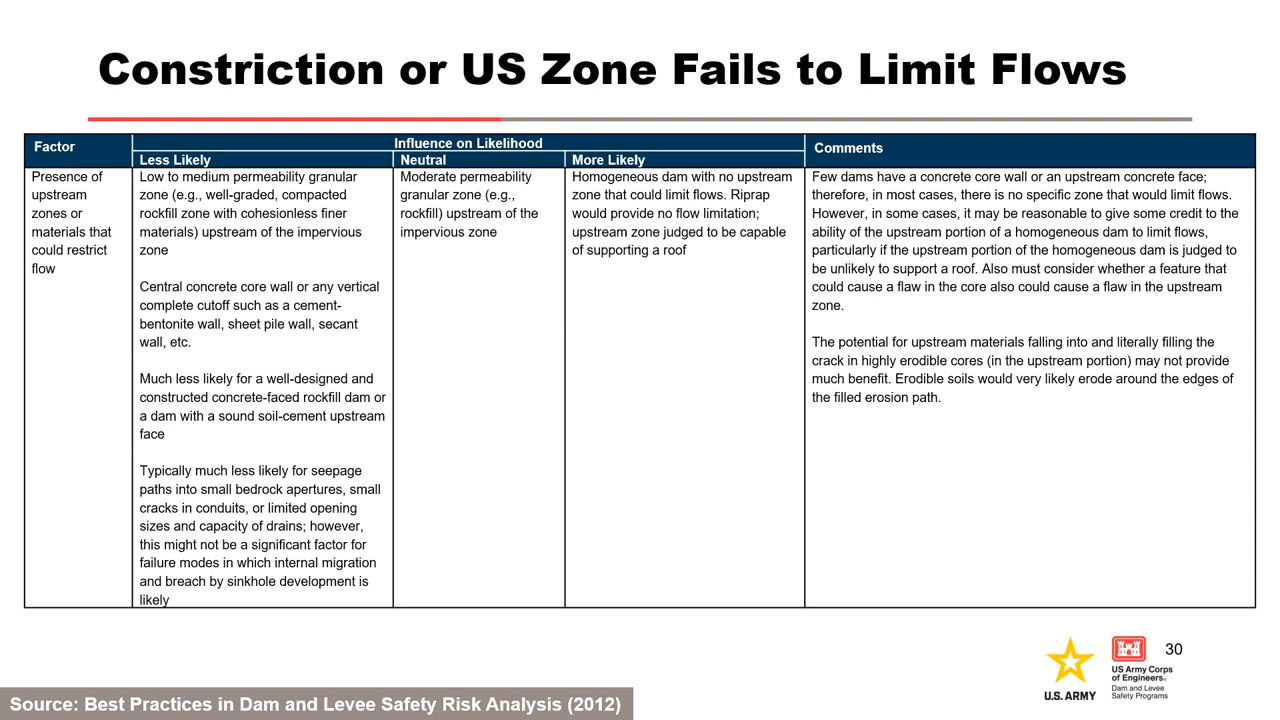 Constriction or US Zone Fails to Limit Flows
Factor
Influence on Likelihood
Less Likely
Neutral
More Likely
Comments
Presence of
upstream
zones or
materials that
could restrict
flow
Low to medium permeability granular
zone (e.g., well-graded, compacted
rockfill zone with cohesionless finer
materials) upstream of the impervious
zone
Central concrete core wall or any vertical
complete cutoff such as a cement-
bentonite wall, sheet pile wall, secant
wall, etc.
Much less likely for a well-designed and
constructed concrete-faced rockfill dam or
a dam with a sound soil-cement upstream
face
Typically much less likely for seepage
paths into small bedrock apertures, small
cracks in conduits, or limited opening
sizes and capacity of drains; however,
this might not be a significant factor for
failure modes in which internal migration
and breach by sinkhole development is
likely
Moderate permeability
granular zone (e.g.,
rockfill) upstream of the
impervious zone
Homogeneous dam with no upstream
zone that could limit flows. Riprap
would provide no flow limitation;
upstream zone judged to be capable
of supporting a roof
Few dams have a concrete core wall or an upstream concrete face;
therefore, in most cases, there is no specific zone that would limit flows.
However, in some cases, it may be reasonable to give some credit to the
ability of the upstream portion of a homogeneous dam to limit flows,
particularly if the upstream portion of the homogeneous dam is judged to
be unlikely to support a roof. Also must consider whether a feature that
could cause a flaw in the core also could cause a flaw in the upstream
zone.
The potential for upstream materials falling into and literally filling the
crack in highly erodible cores (in the upstream portion) may not provide
much benefit. Erodible soils would very likely erode around the edges of
the filled erosion path.
30
U.S. ARMY
US Army Corps
of Engineers®
Dam and Levee
Safety Programs
Source: Best Practices in Dam and Levee Safety Risk Analysis (2012)